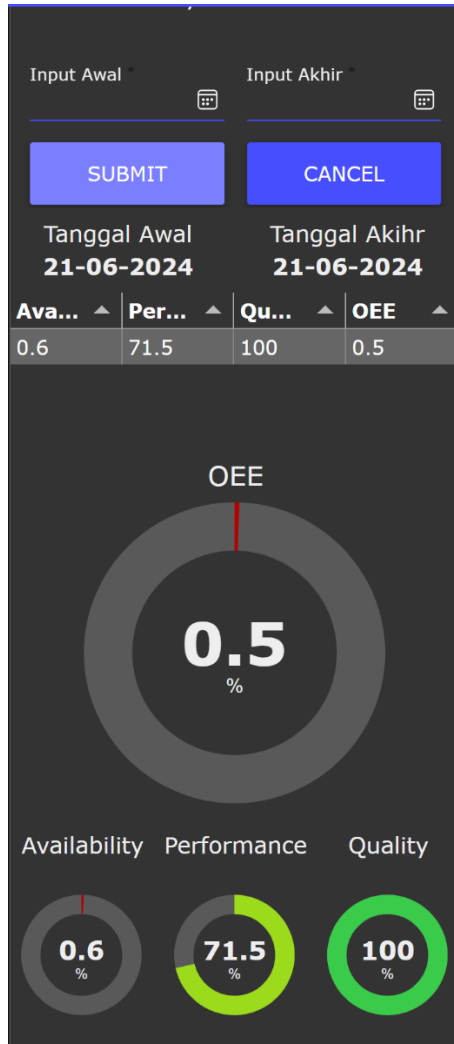 Input Awal *
Input Akhir *
SUBMIT
CANCEL
Tanggal Awal
21-06-2024
Tanggal Akihr
21-06-2024
Ava... Per... Qu... OEE
0.6 71.5 100 0.5
OEE
0.5
%
Availability Performance Quality
0.6
%
71.5
%
100
%